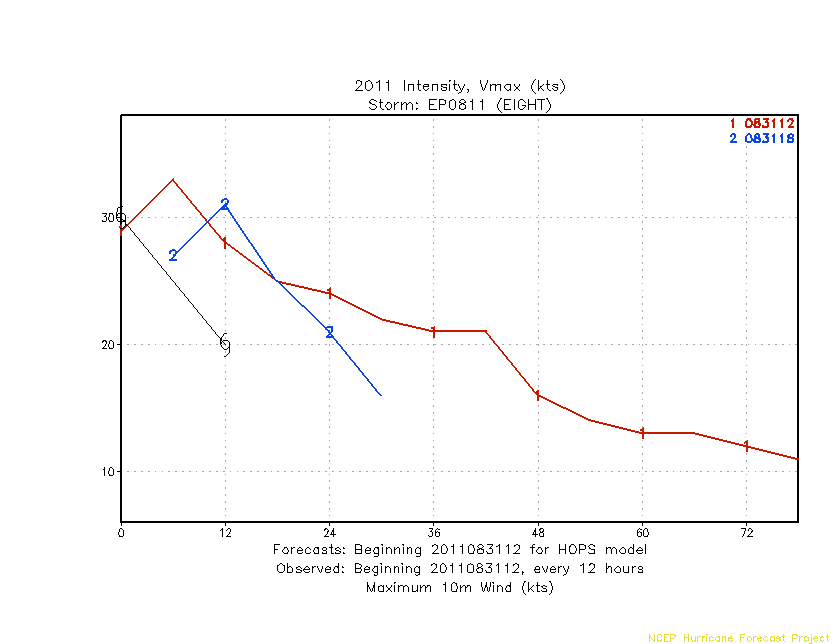 2011 Intensity, Vmax (kts)
Storm: EP0811 (EIGHT)
1 083112
2 083118
30
20
10
0 12 24 36 48 60 72
Forecasts: Beginning 2011083112 for HOPS model
Observed: Beginning 2011083112, every 12 hours
Maximum 10m Wind (kts)
NCEP Hurricane Forecast Project